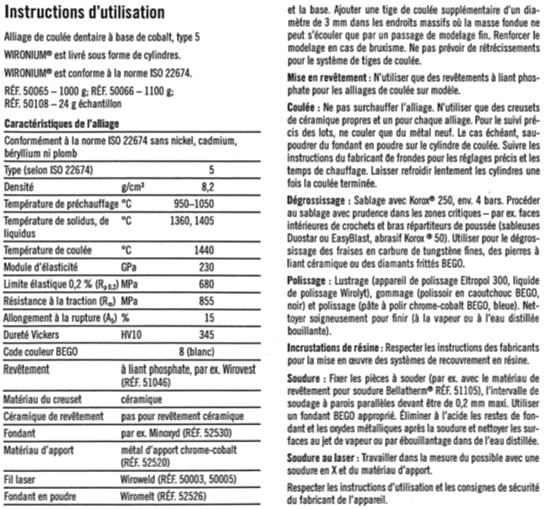 Instructions d'utilisation
Alliage de coulée dentaire à base de cobalt, type 5
WIRONIUM® est livré sous forme de cylindres.
WIRONIUM® est conforme à la norme ISO 22674.
RÉF. 50065 – 1000 g; RÉF. 50066 – 1100 g;
RÉF. 50108 – 24 g échantillon
Caractéristiques de l'alliage
Conformément à la norme ISO 22674 sans nickel, cadmium,
béryllium ni plomb
Type (selon ISO 22674) 5
Densité g/cm³ 8,2
Température de préchauffage °C 950–1050
Température de solidus, de °C 1360, 1405
liquidus
Température de coulée °C 1440
Module d'élasticité GPa 230
Limite élastique 0,2 % (Rp 0,2) MPa 680
Résistance à la traction (Rm) MPa 855
Allongement à la rupture (A5) % 15
Dureté Vickers HV10 345
Code couleur BEGO 8 (blanc)
Revêtement à liant phosphate, par ex. Wirovest
(RÉF. 51046)
Matériau du creuset céramique
Céramique de revêtement pas pour revêtement céramique
Fondant par ex. Minoxyd (RÉF. 52530)
Matériau d'apport métal d'apport chrome-cobalt
(RÉF. 52520)
Fil laser Wiroweld (RÉF. 50003, 50005)
Fondant en poudre Wiromelt (RÉF. 52526)
et la base. Ajouter une tige de coulée supplémentaire d'un dia-
mètre de 3 mm dans les endroits massifs où la masse fondue ne
peut s'écouler que par un passage de modelage fin. Renforcer le
modelage en cas de bruxisme. Ne pas prévoir de rétrécissements
pour le système de tiges de coulée.
Mise en revêtement : N'utiliser que des revêtements à liant phos-
phate pour les alliages de coulée sur modèle.
Coulée : Ne pas surchauffer l'alliage. N'utiliser que des creusets
de céramique propres et un pour chaque alliage. Pour le suivi pré-
cis des lots, ne couler que du métal neuf. Le cas échéant, sau-
poudrer du fondant en poudre sur le cylindre de coulée. Suivre les
instructions du fabricant de frondes pour les réglages précis et les
temps de chauffage. Laisser refroidir lentement les cylindres une
fois la coulée terminée.
Dégrossissage : Sablage avec Korox® 250, env. 4 bars. Procéder
au sablage avec prudence dans les zones critiques – par ex. faces
intérieures de crochets et bras répartiteurs de poussée (sableuses
Duostar ou EasyBlast, abrasif Korox ® 50). Utiliser pour le dégros-
sissage des fraises en carbure de tungstène fines, des pierres à
liant céramique ou des diamants frittés BEGO.
Polissage : Lustrage (appareil de polissage Eltropol 300, liquide
de polissage Wirolyt), gommage (polissoir en caoutchouc BEGO,
noir) et polissage (pâte à polir chrome-cobalt BEGO, bleue). Net-
toyer soigneusement pour finir (à la vapeur ou à l'eau distillée
bouillante).
Incrustations de résine : Respecter les instructions des fabricants
pour la mise en œuvre des systèmes de recouvrement en résine.
Soudure : Fixer les pièces à souder (par ex. avec le matériau de
revêtement pour soudure Bellatherm® RÉF. 51105), l'intervalle de
soudage à parois parallèles devant être de 0,2 mm maxi. Utiliser
un fondant BEGO approprié. Éliminer à l'acide les restes de fon-
dant et les oxydes métalliques après la soudure et nettoyer les sur-
faces au jet de vapeur ou par ébouillantage dans de l'eau distillée.
Soudure au laser : Travailler dans la mesure du possible avec une
soudure en X et du matériau d'apport.
Respecter les instructions d'utilisation et les consignes de sécurité
du fabricant de l'appareil.